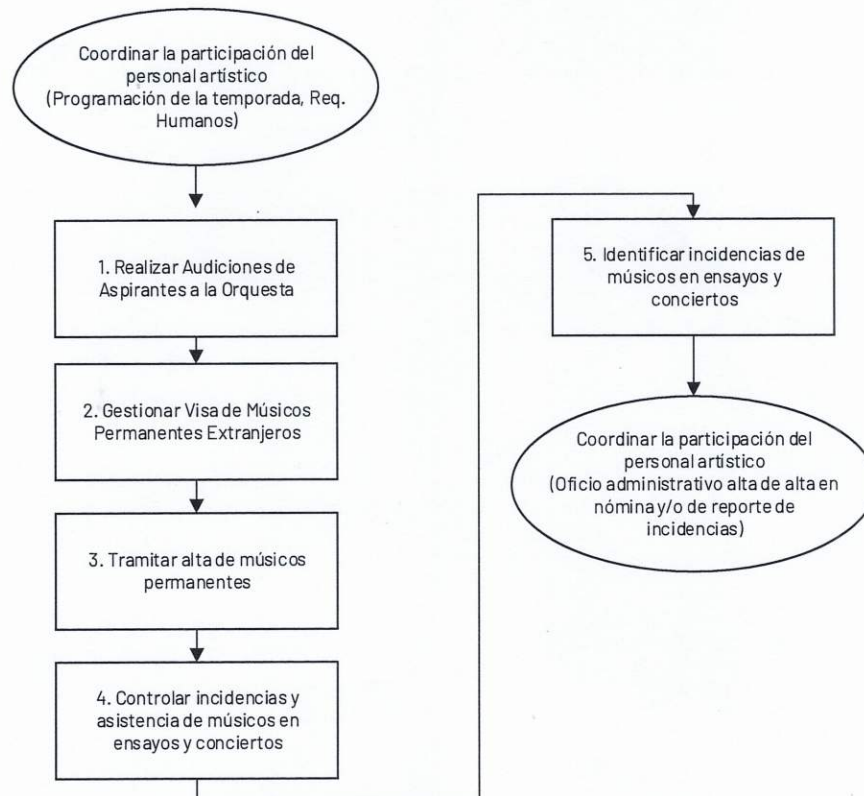 Coordinar la participación del
personal artístico
(Programación de la temporada, Req.
Humanos)
1. Realizar Audiciones de
Aspirantes a la Orquesta
2. Gestionar Visa de Músicos
Permanentes Extranjeros
3. Tramitar alta de músicos
permanentes
4. Controlar incidencias y
asistencia de músicos en
ensayos y conciertos
5. Identificar incidencias de
músicos en ensayos y
conciertos
Coordinar la participación del
personal artístico
(Oficio administrativo alta de alta en
nómina y/o de reporte de
incidencias)